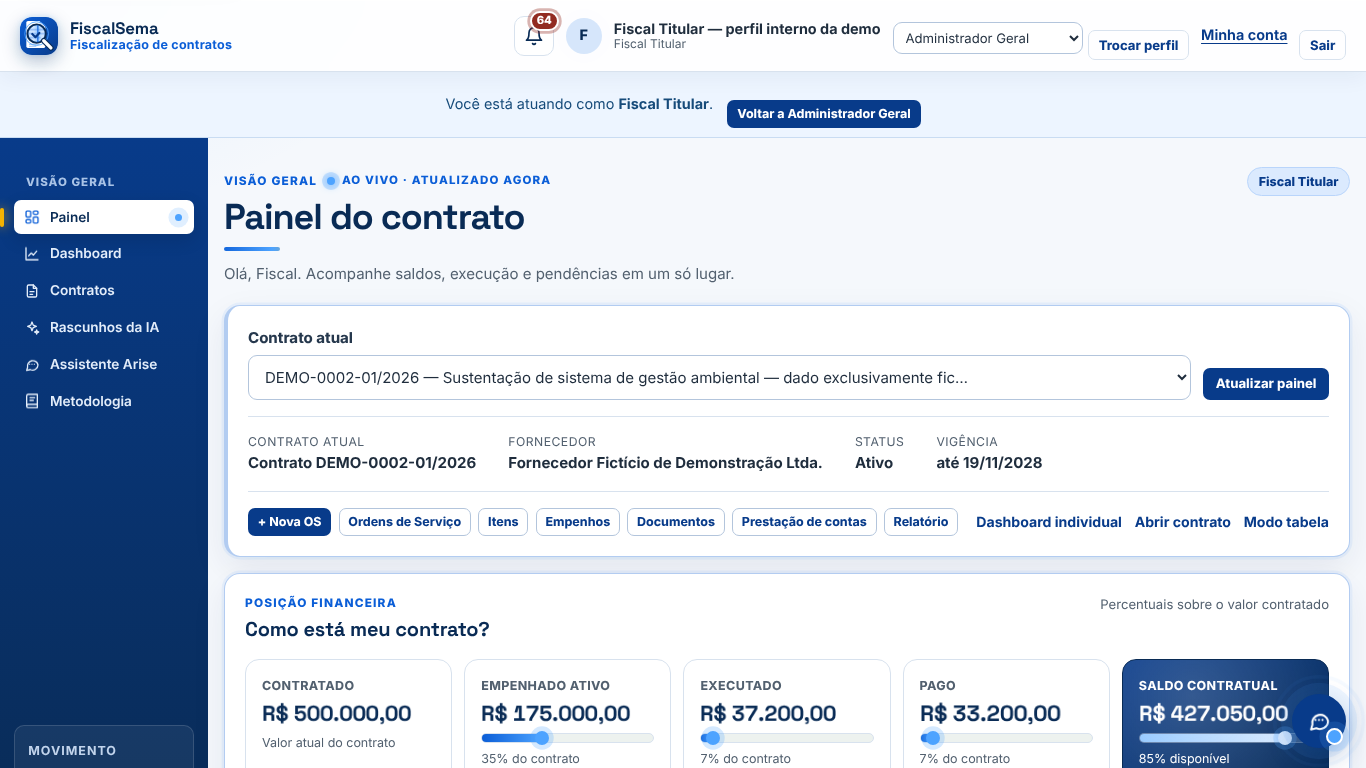 FiscalSema
Fiscalização de contratos
64
F
Fiscal Titular — perfil interno da demo
Fiscal Titular
Administrador Geral
Trocar perfil
Minha conta
Sair
Você está atuando como Fiscal Titular.
Voltar a Administrador Geral
VISÃO GERAL
Painel
Dashboard
Contratos
Rascunhos da IA
Assistente Arise
Metodologia
MOVIMENTO
VISÃO GERAL AO VIVO · ATUALIZADO AGORA
Fiscal Titular
Painel do contrato
Olá, Fiscal. Acompanhe saldos, execução e pendências em um só lugar.
Contrato atual
DEMO-0002-01/2026 — Sustentação de sistema de gestão ambiental — dado exclusivamente fic...
Atualizar painel
CONTRATO ATUAL
Contrato DEMO-0002-01/2026
FORNECEDOR
Fornecedor Fictício de Demonstração Ltda.
STATUS
Ativo
VIGÊNCIA
até 19/11/2028
+ Nova OS
Ordens de Serviço
Itens
Empenhos
Documentos
Prestação de contas
Relatório
Dashboard individual
Abrir contrato
Modo tabela
POSIÇÃO FINANCEIRA
Percentuais sobre o valor contratado
Como está meu contrato?
CONTRATADO
R$ 500.000,00
Valor atual do contrato
EMPENHADO ATIVO
R$ 175.000,00
35% do contrato
EXECUTADO
R$ 37.200,00
7% do contrato
PAGO
R$ 33.200,00
7% do contrato
SALDO CONTRATUAL
R$ 427.050,00
85% disponível